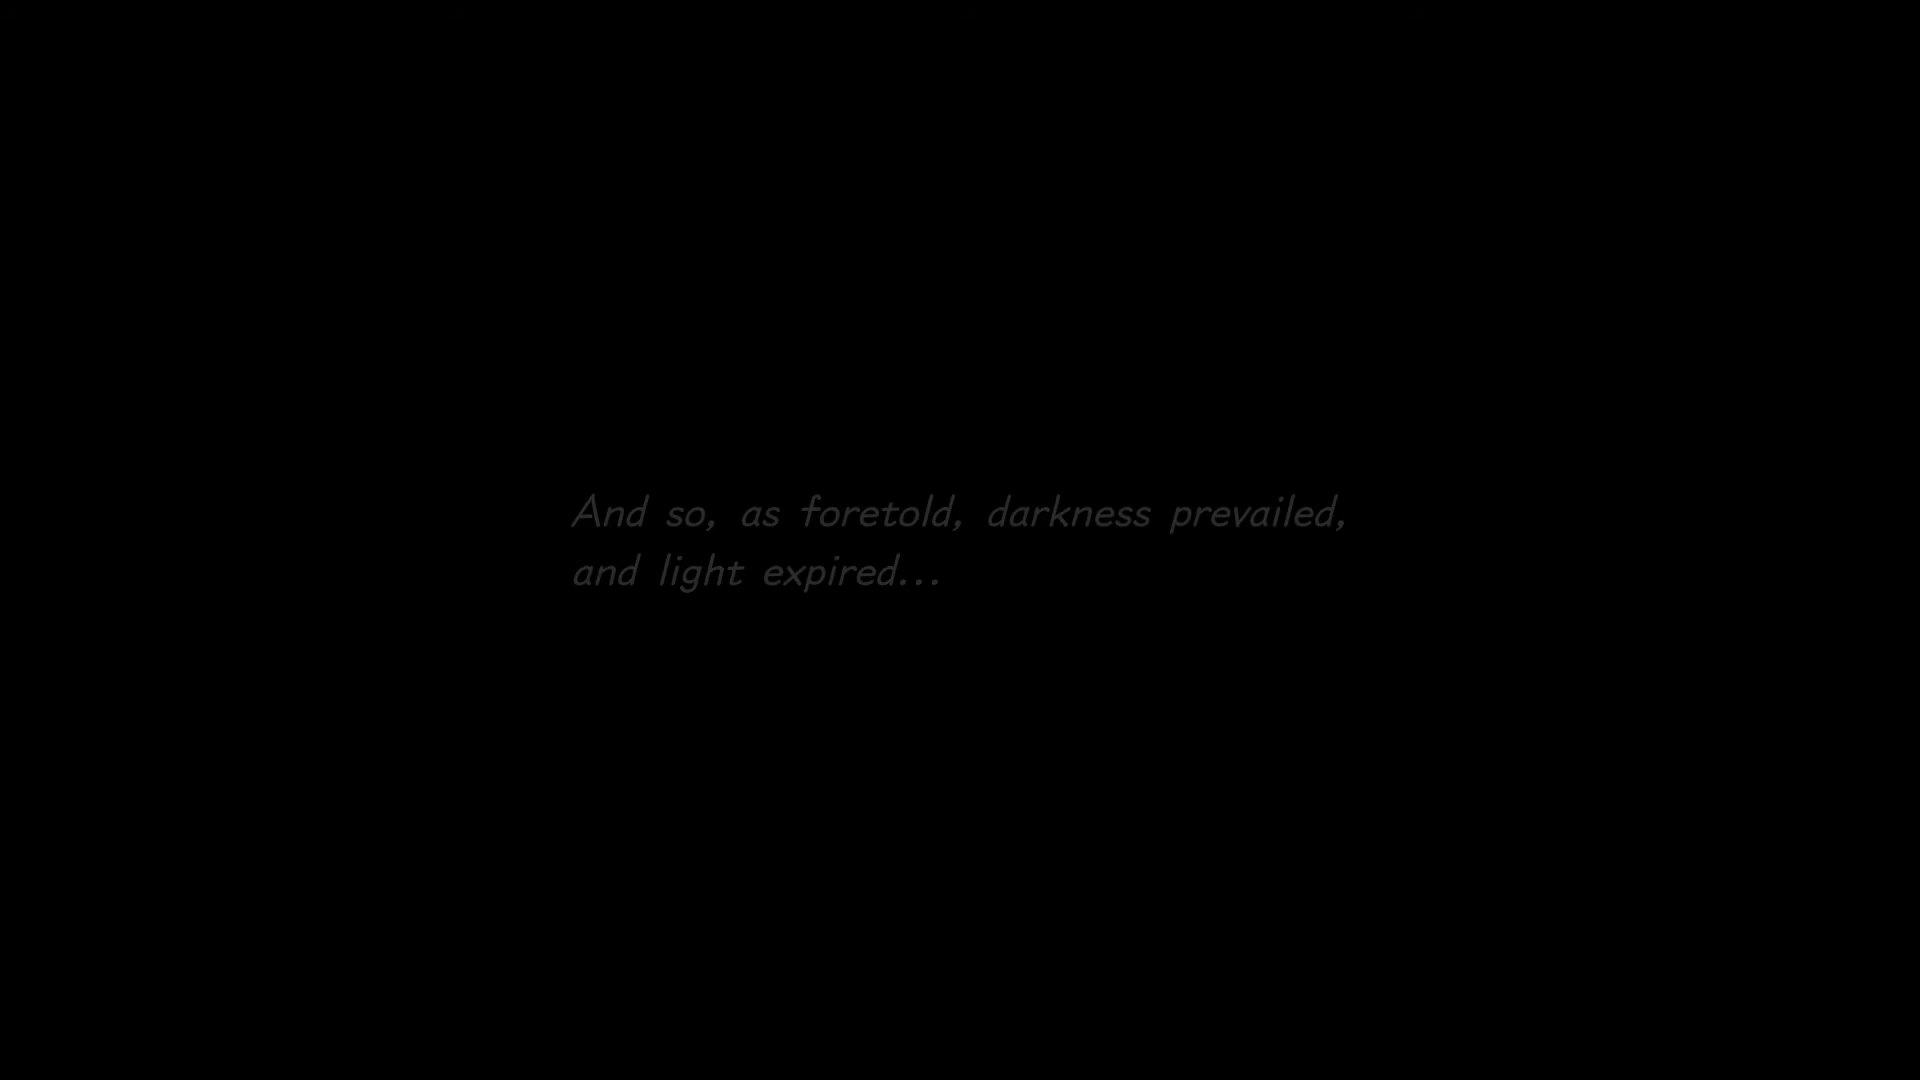 And so, as foretold, darkness prevailed,
and light expired...